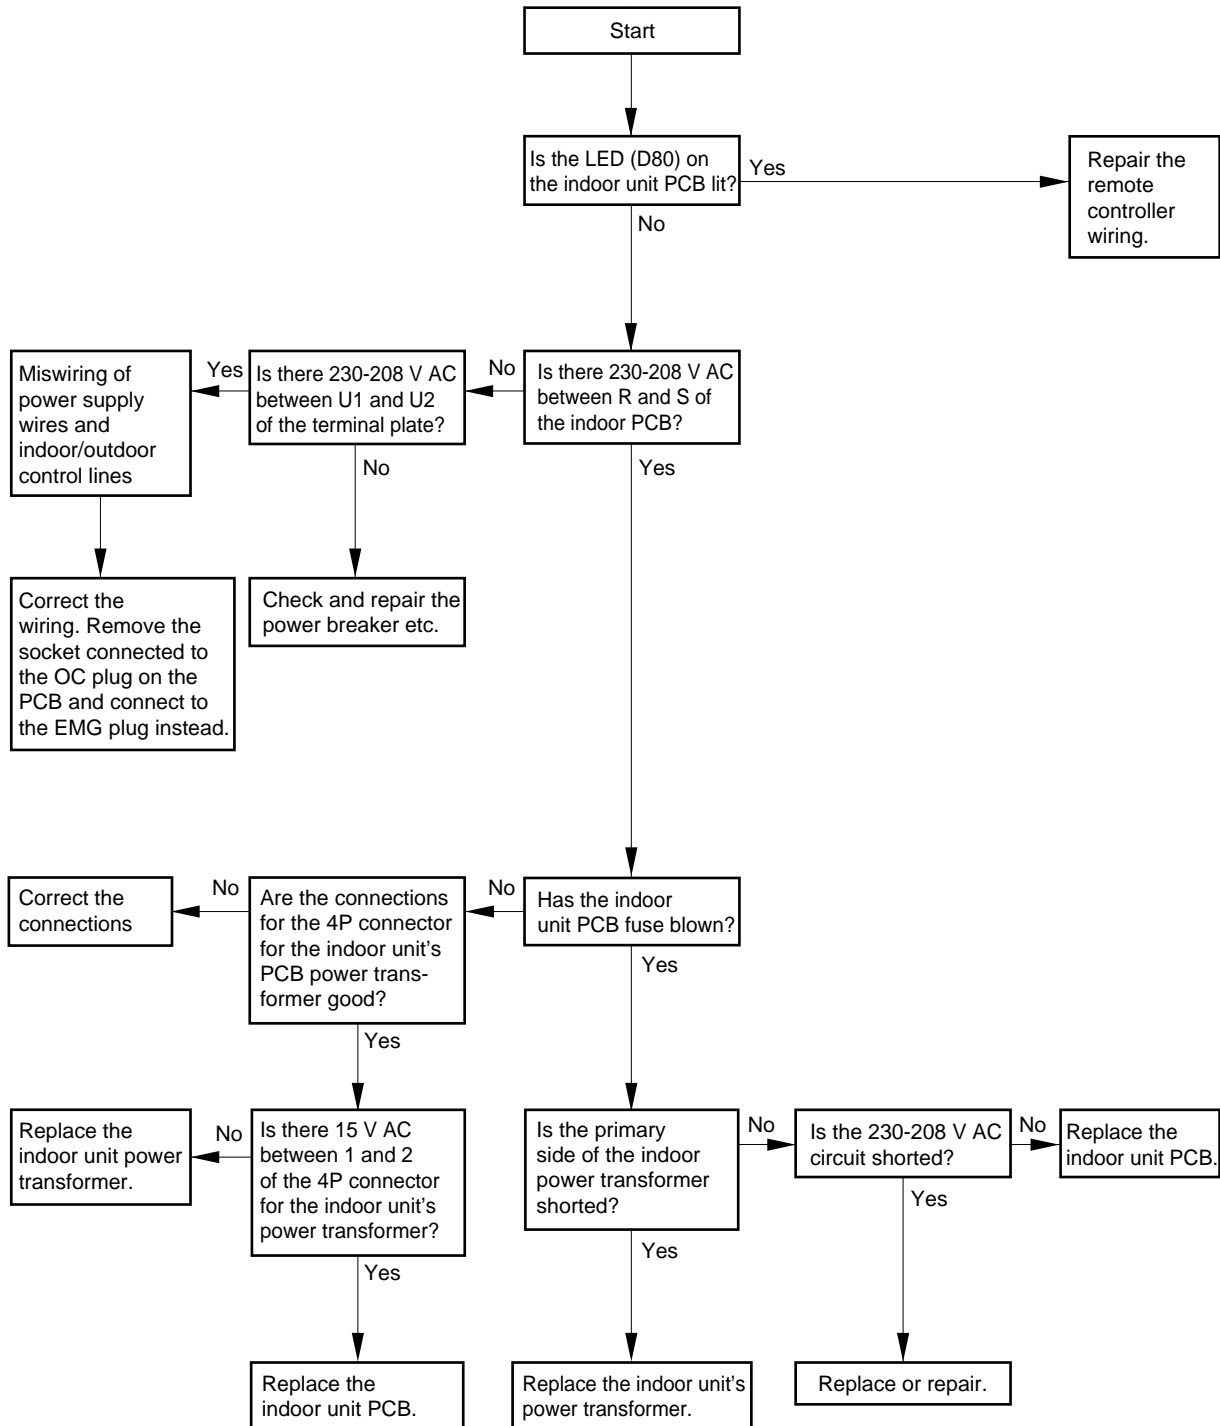 Start
Is the LED (D80) on
the indoor unit PCB lit?
Yes
Repair the
remote
controller
wiring.
No
Miswiring of
power supply
wires and
indoor/outdoor
control lines
Yes
Is there 230-208 V AC
between U1 and U2
of the terminal plate?
No
Is there 230-208 V AC
between R and S of
the indoor PCB?
No
Yes
Correct the
wiring. Remove the
socket connected to
the OC plug on the
PCB and connect to
the EMG plug instead.
Check and repair the
power breaker etc.
Correct the
connections
No
Are the connections
for the 4P connector
for the indoor unit's
PCB power trans-
former good?
No
Has the indoor
unit PCB fuse blown?
Yes
Yes
Replace the
indoor unit power
transformer.
No
Is there 15 V AC
between 1 and 2
of the 4P connector
for the indoor unit's
power transformer?
Is the primary
side of the indoor
power transformer
shorted?
No
Is the 230-208 V AC
circuit shorted?
No
Replace the
indoor unit PCB.
Yes
Yes
Yes
Replace the
indoor unit PCB.
Replace the indoor unit's
power transformer.
Replace or repair.